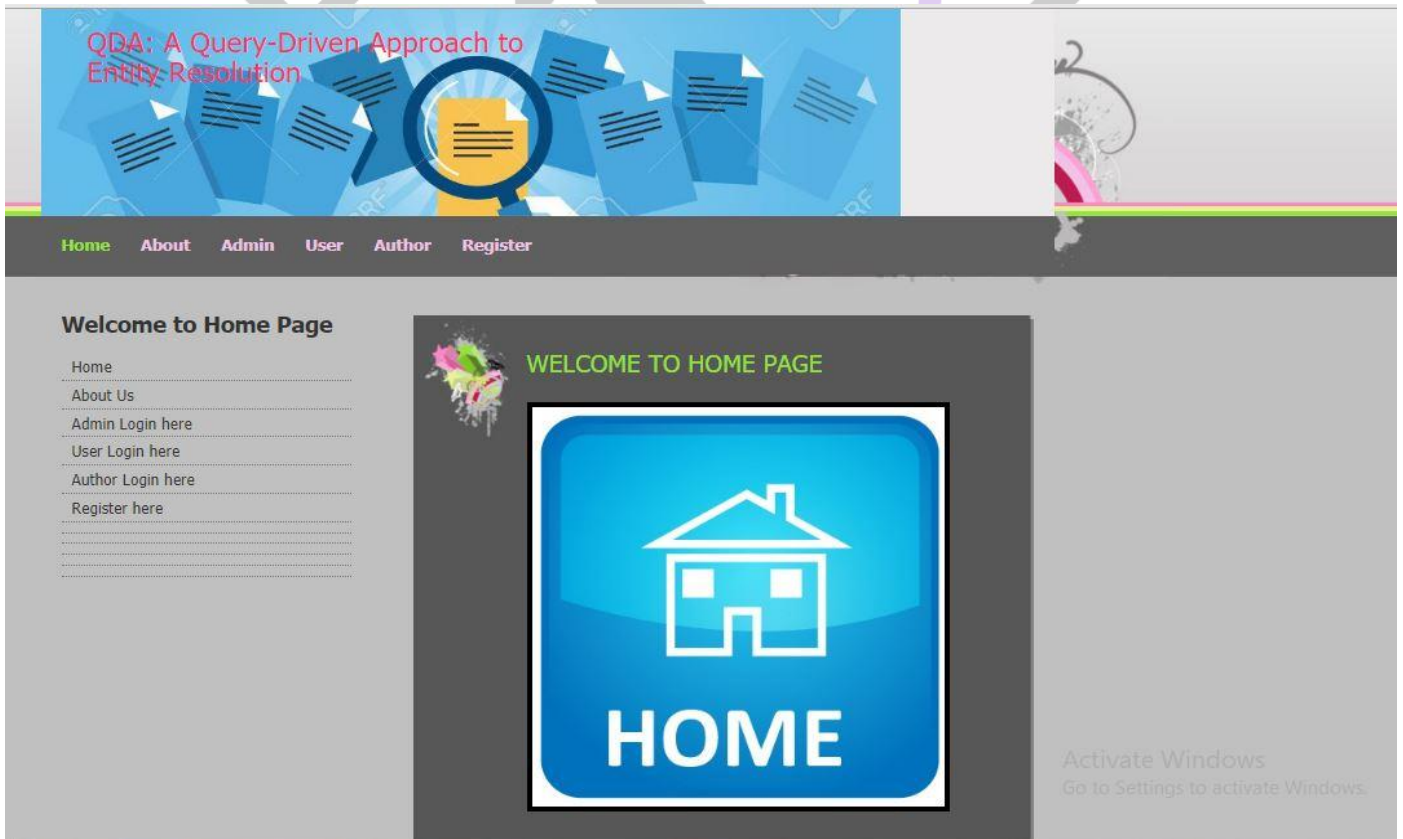 QDA: A Query-Driven Approach to
Entity Resolution
Home About Admin User Author Register
Welcome to Home Page
Home
About Us
Admin Login here
User Login here
Author Login here
Register here
WELCOME TO HOME PAGE
HOME
Activate Windows
Go to Settings to activate Windows.